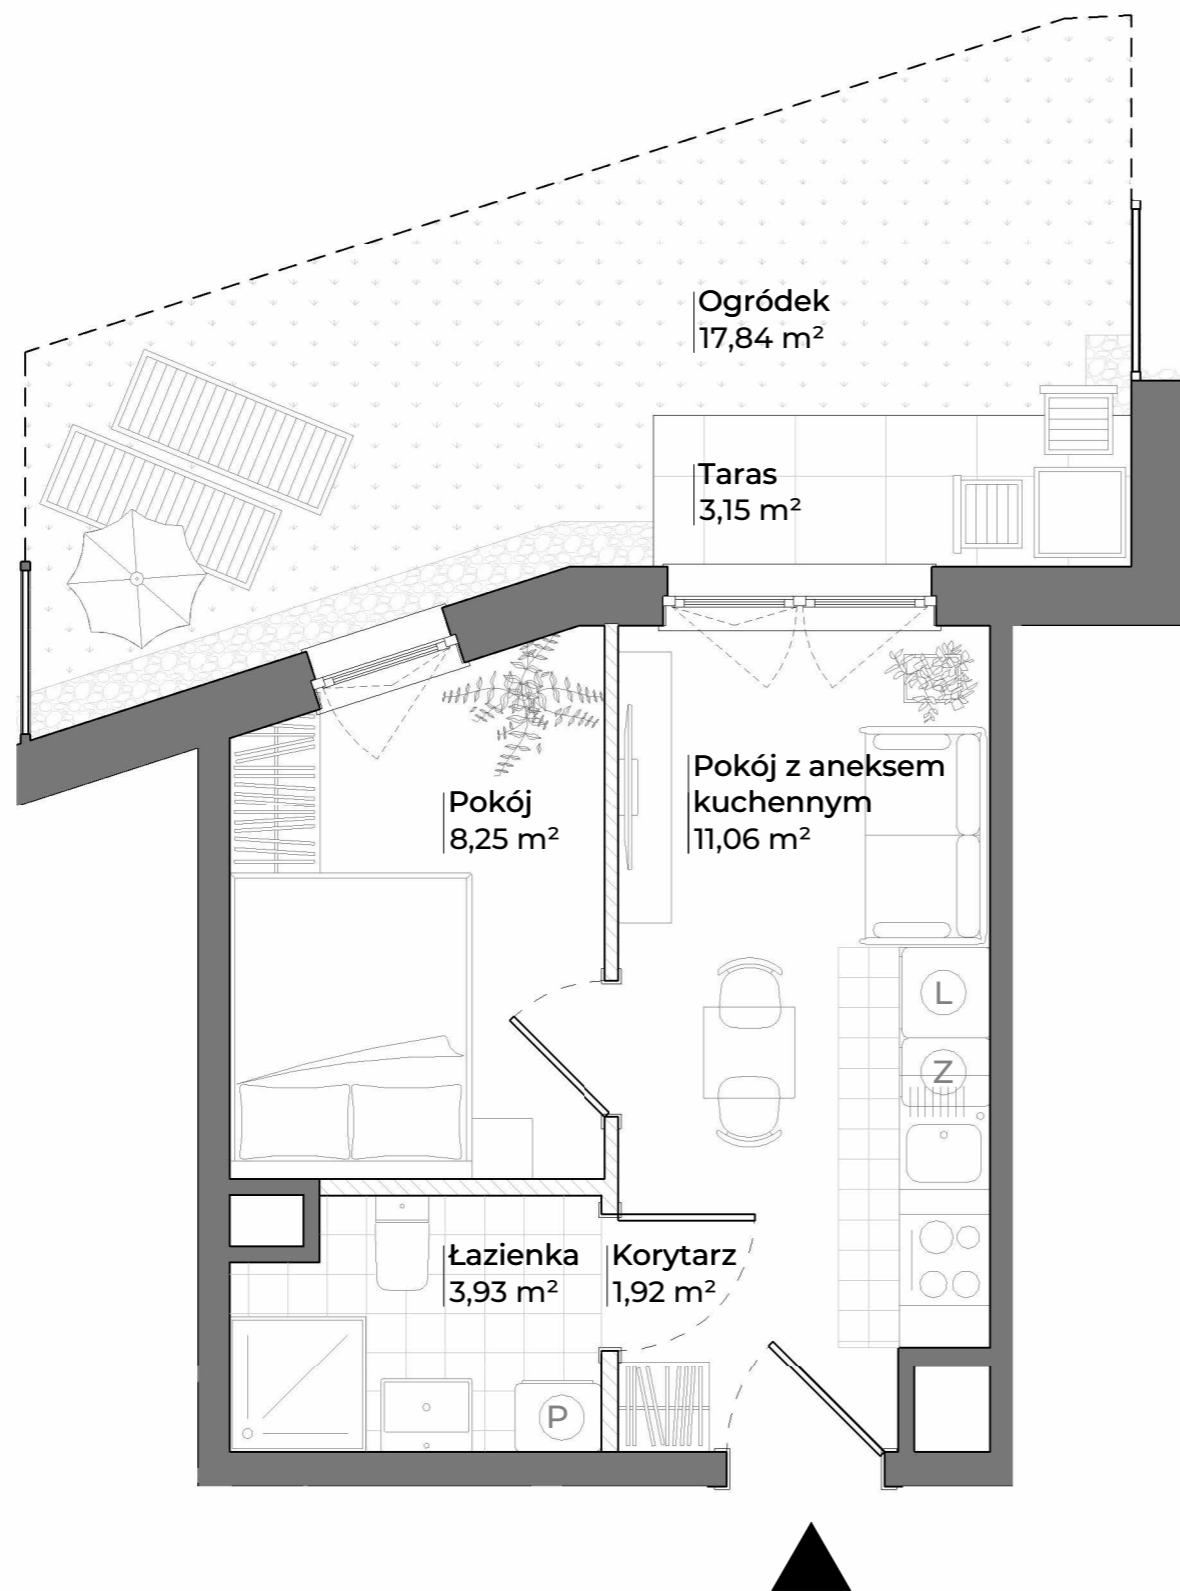 Ogródek
17,84 m²
Taras
3,15 m²
Pokój z aneksem
kuchennym
11,06 m²
Pokój
8,25 m²
L
Z
Łazienka
3,93 m²
Korytarz
1,92 m²
P